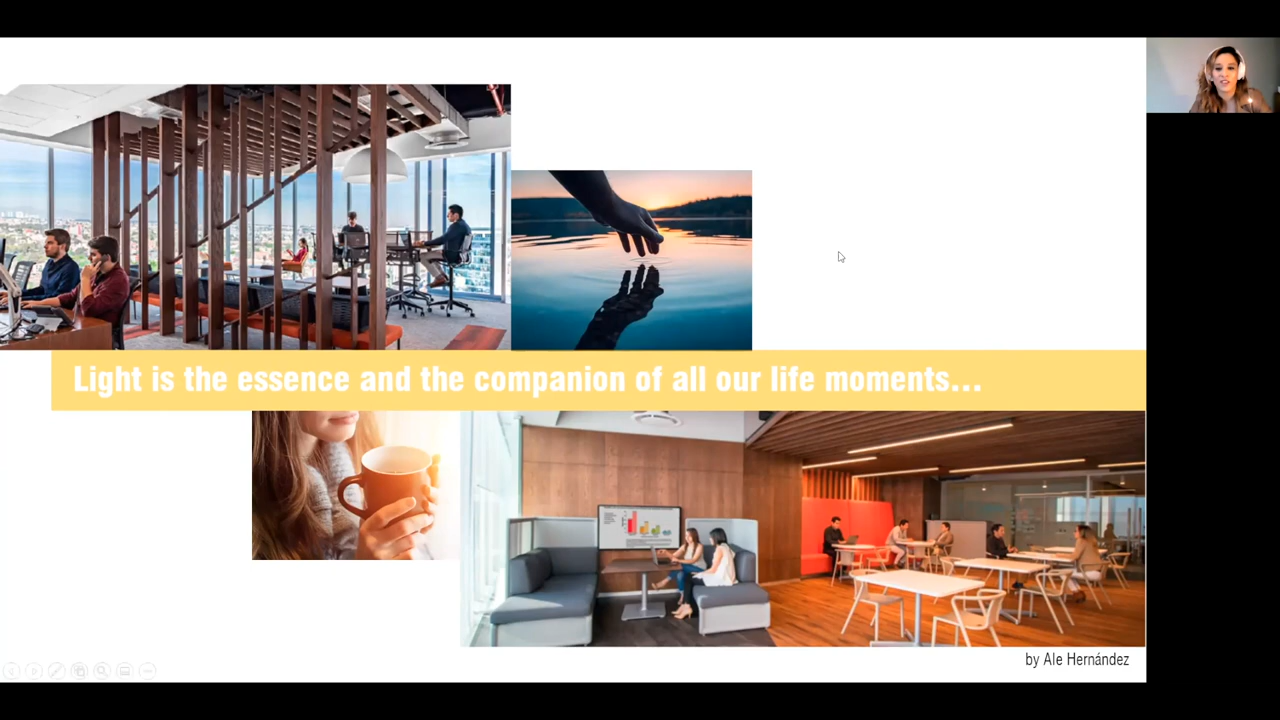 Light is the essence and the companion of all our life moments...
by Ale Hernández